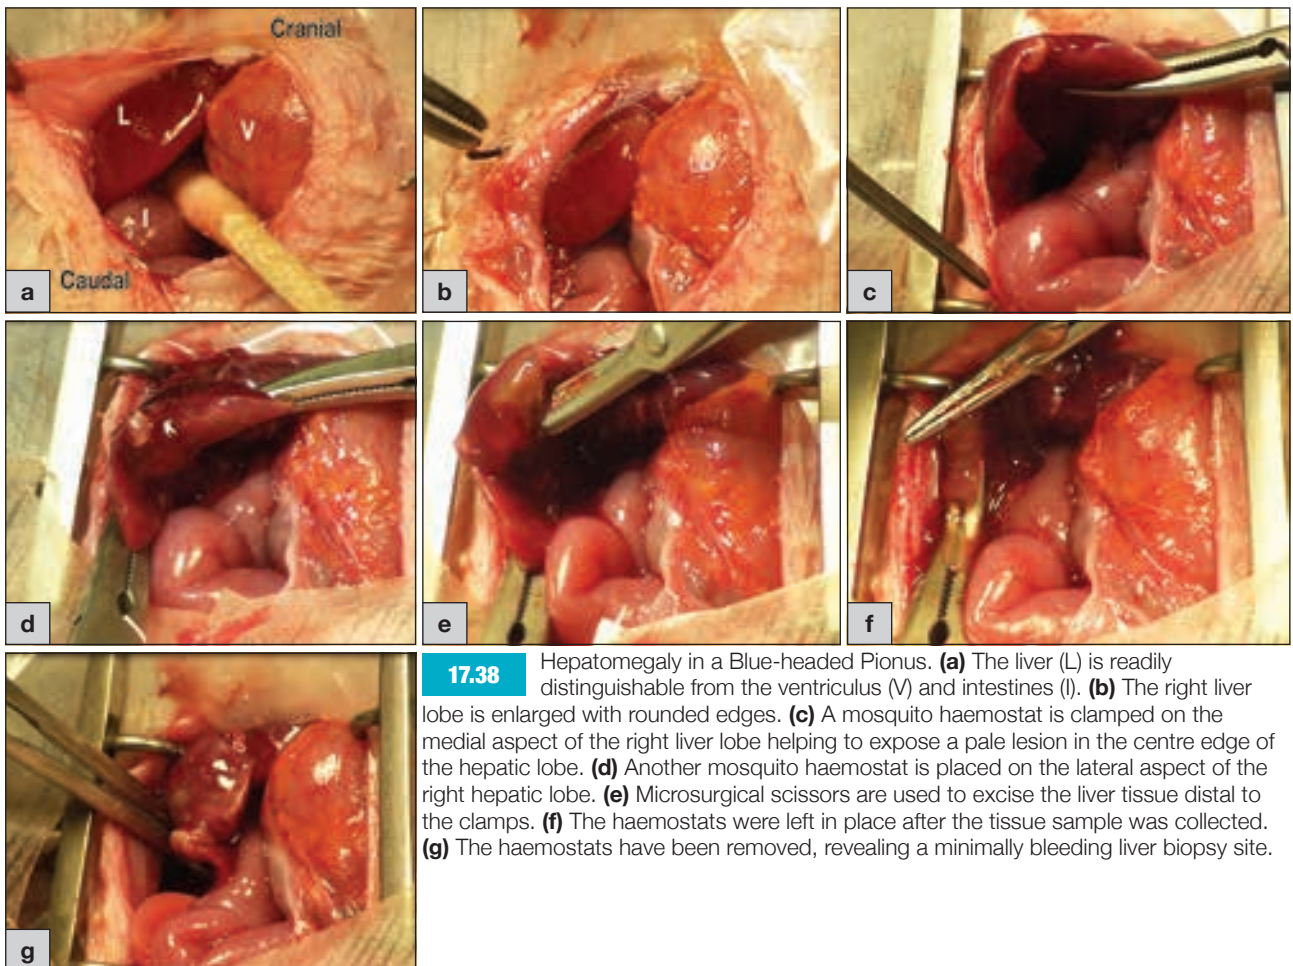 Cranial
L
V
I
Caudal
a
b
c
d
e
f
g
17.38
Hepatomegaly in a Blue-headed Pionus. (a) The liver (L) is readily
distinguishable from the ventriculus (V) and intestines (I). (b) The right liver
lobe is enlarged with rounded edges. (c) A mosquito haemostat is clamped on the
medial aspect of the right liver lobe helping to expose a pale lesion in the centre edge of
the hepatic lobe. (d) Another mosquito haemostat is placed on the lateral aspect of the
right hepatic lobe. (e) Microsurgical scissors are used to excise the liver tissue distal to
the clamps. (f) The haemostats were left in place after the tissue sample was collected.
(g) The haemostats have been removed, revealing a minimally bleeding liver biopsy site.